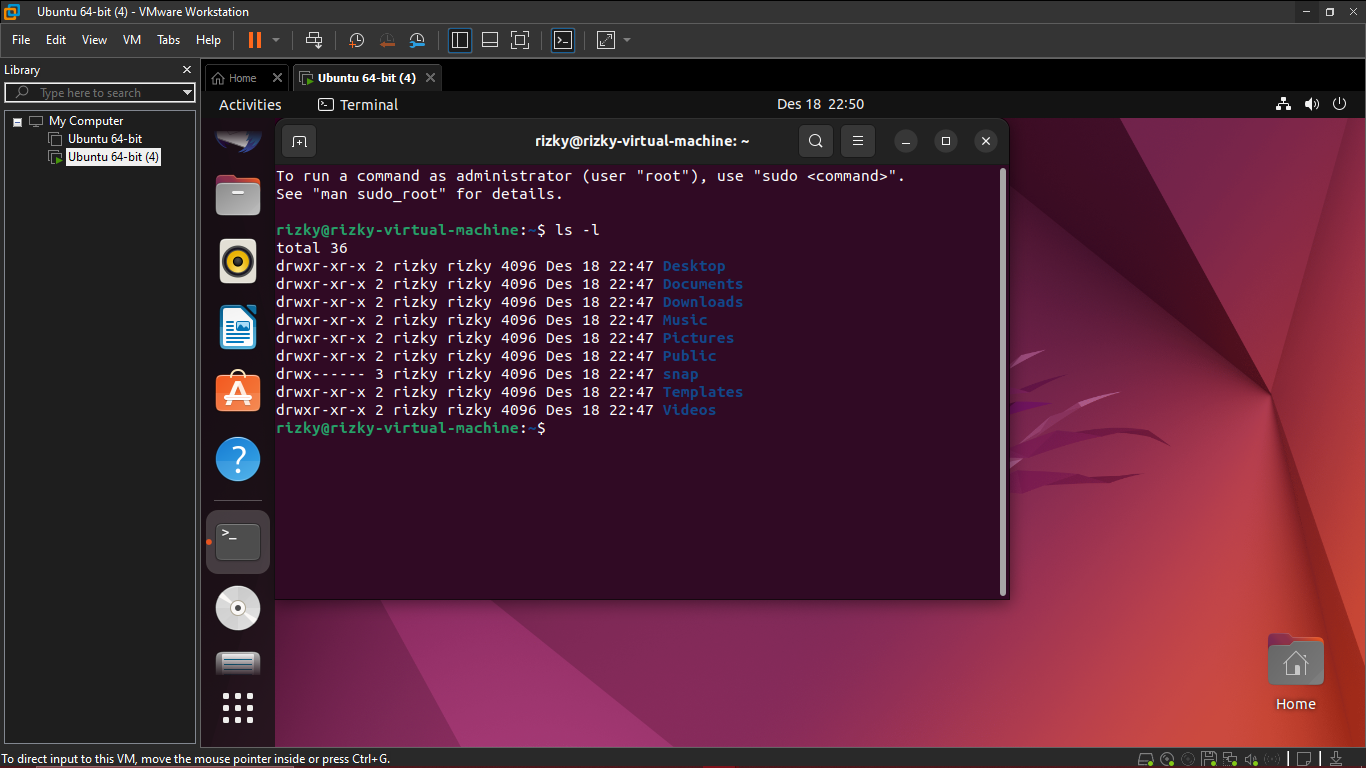 Ubuntu 64-bit (4) - VMware Workstation
File Edit View VM Tabs Help
Library
Type here to search
My Computer
Ubuntu 64-bit
Ubuntu 64-bit (4)
Home
Ubuntu 64-bit (4)
Activities
Terminal
Des 18 22:50
rizky@rizky-virtual-machine: ~
To run a command as administrator (user "root"), use "sudo <command>".
See "man sudo_root" for details.
rizky@rizky-virtual-machine:~$ ls -l
total 36
drwxr-xr-x 2 rizky rizky 4096 Des 18 22:47 Desktop
drwxr-xr-x 2 rizky rizky 4096 Des 18 22:47 Documents
drwxr-xr-x 2 rizky rizky 4096 Des 18 22:47 Downloads
drwxr-xr-x 2 rizky rizky 4096 Des 18 22:47 Music
drwxr-xr-x 2 rizky rizky 4096 Des 18 22:47 Pictures
drwxr-xr-x 2 rizky rizky 4096 Des 18 22:47 Public
drwx------ 3 rizky rizky 4096 Des 18 22:47 snap
drwxr-xr-x 2 rizky rizky 4096 Des 18 22:47 Templates
drwxr-xr-x 2 rizky rizky 4096 Des 18 22:47 Videos
rizky@rizky-virtual-machine:~$
Home
To direct input to this VM, move the mouse pointer inside or press Ctrl+G.